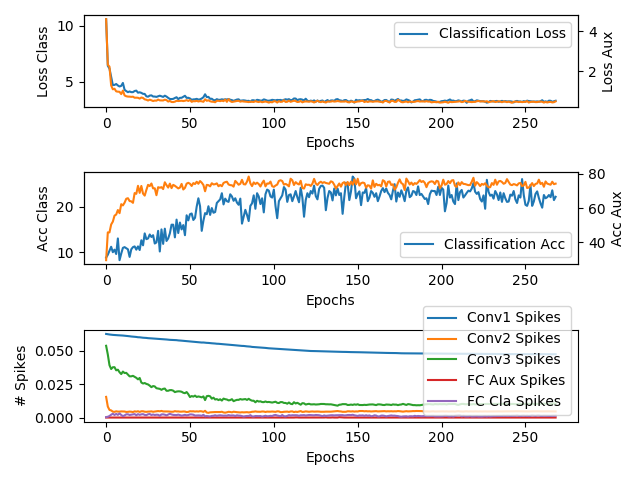 10
5
Loss Class
Classification Loss
4
2
Loss Aux
0 50 100 150 200 250
Epochs
20
10
Acc Class
Classification Acc
80
60
40
Acc Aux
0 50 100 150 200 250
Epochs
0.050
0.025
0.000
# Spikes
Conv1 Spikes
Conv2 Spikes
Conv3 Spikes
FC Aux Spikes
FC Cla Spikes
0 50 100 150 200 250
Epochs